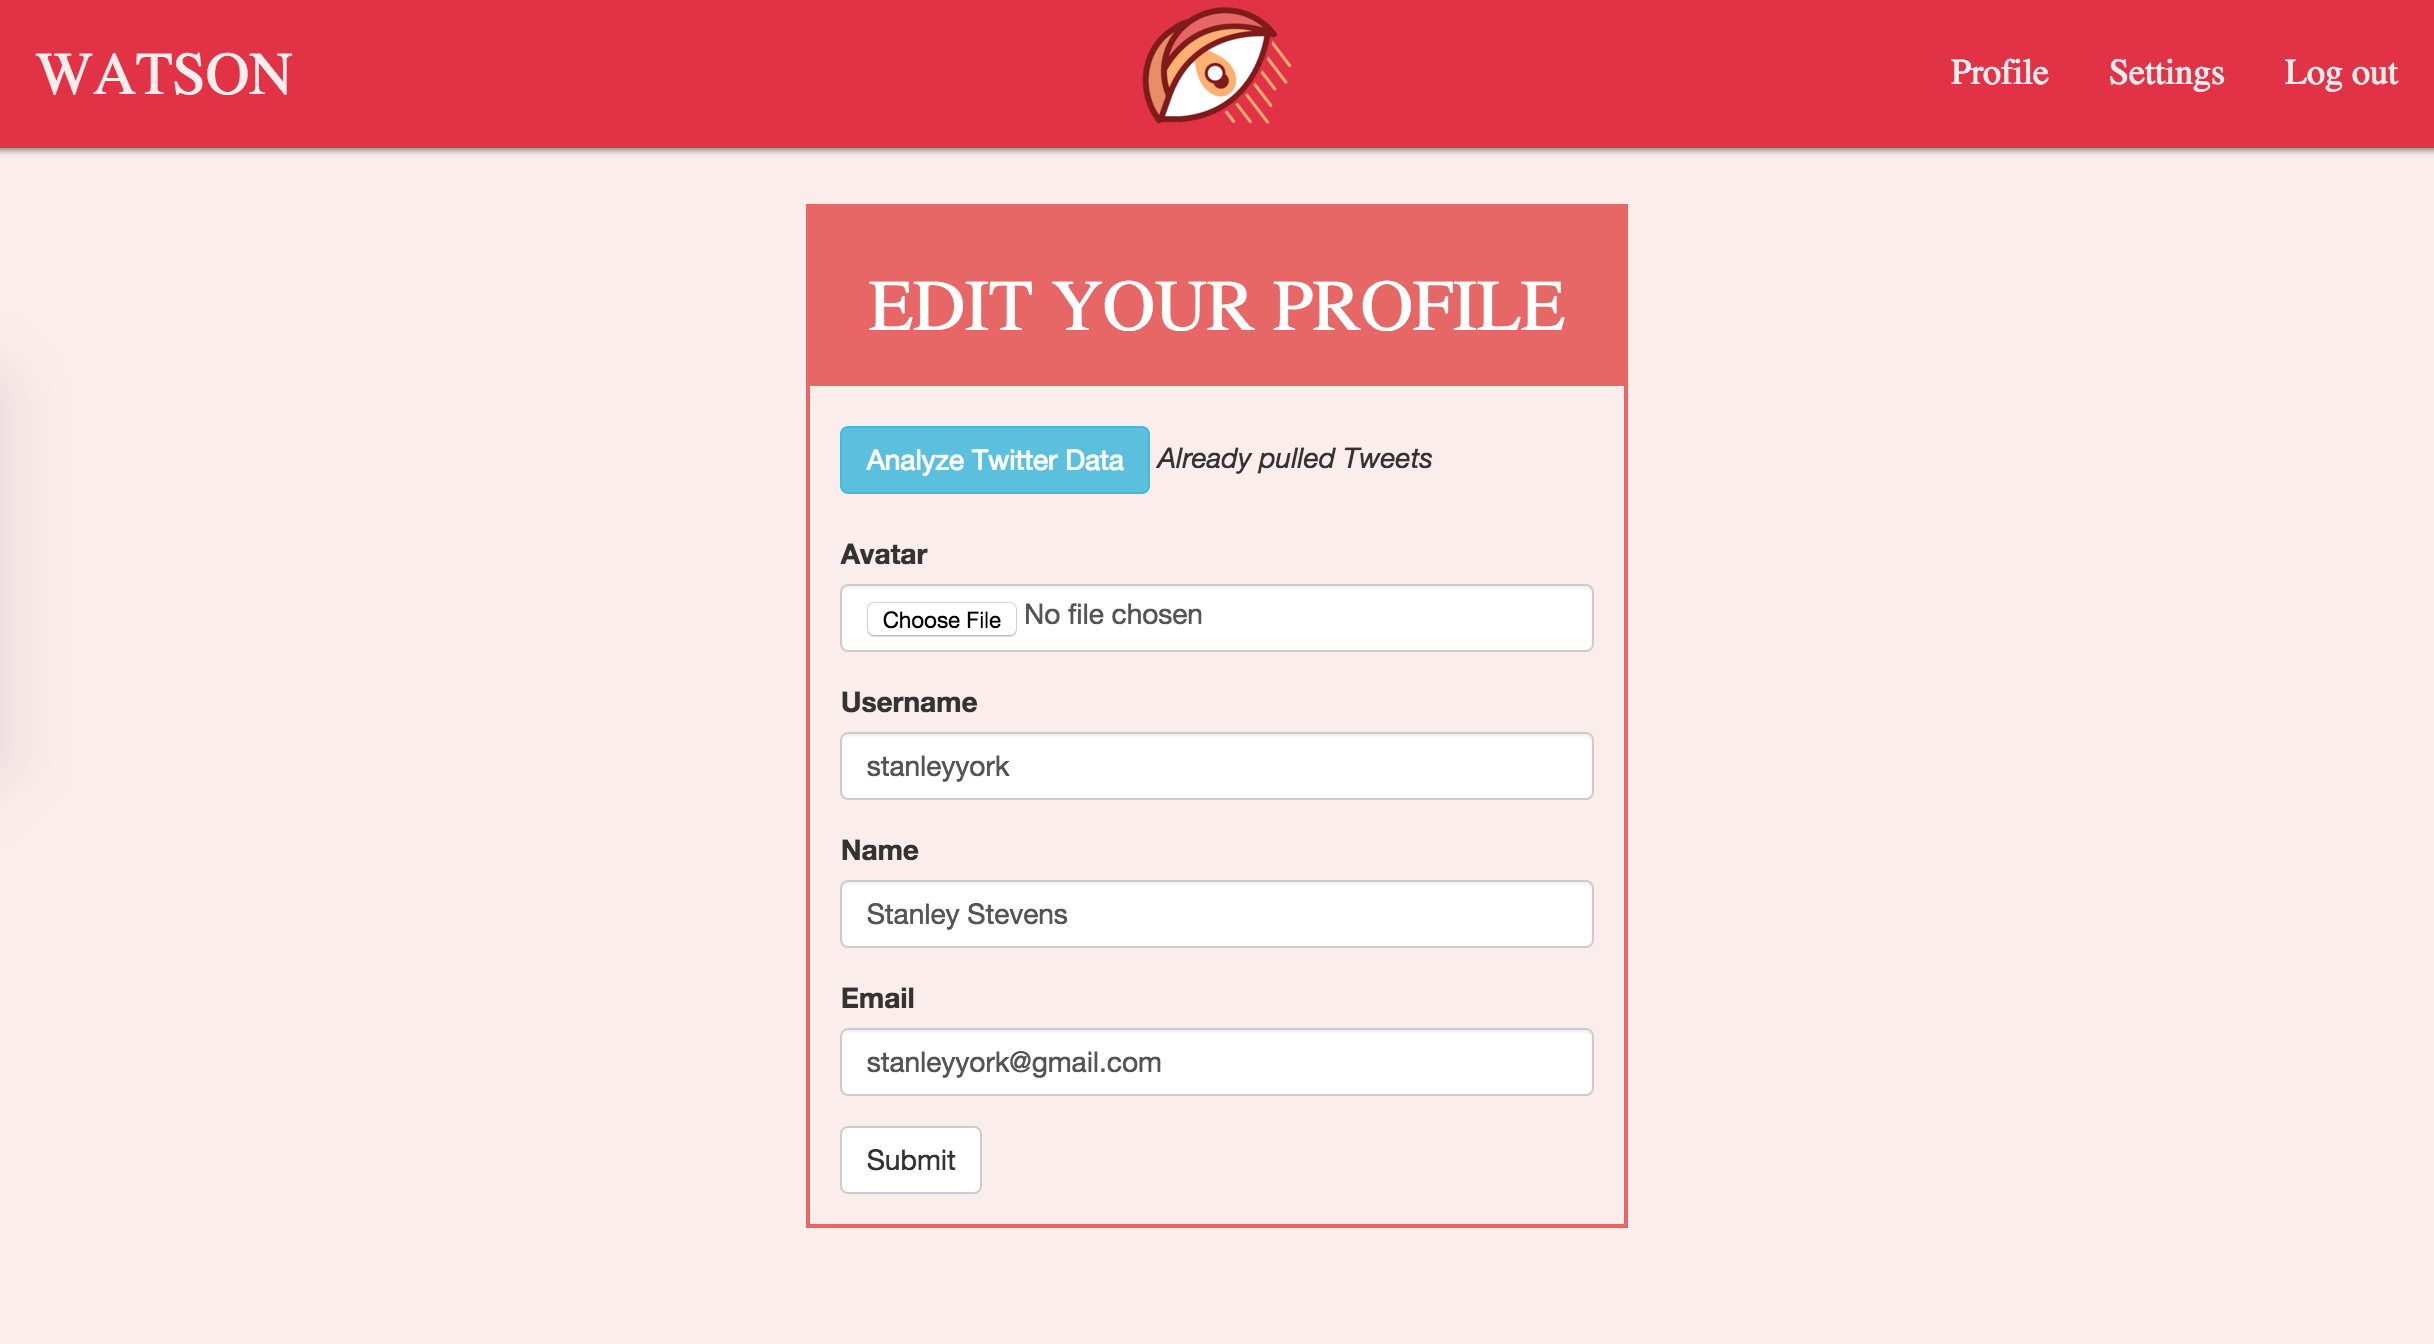 WATSON
Profile Settings Log out
EDIT YOUR PROFILE
Analyze Twitter Data Already pulled Tweets
Avatar
Choose File No file chosen
Username
stanleyyork
Name
Stanley Stevens
Email
stanleyyork@gmail.com
Submit